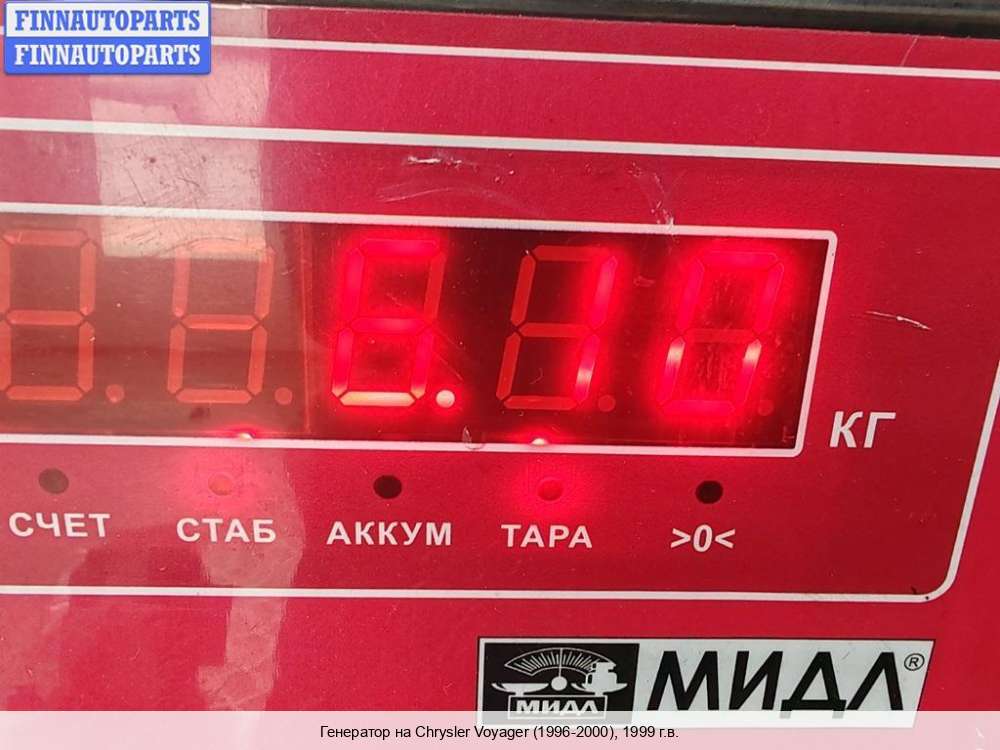 FINNAUTOPARTS
FINNAUTOPARTS
6.10
КГ
СЧЕТ СТАБ АККУМ ТАРА >0<
МИДЛ МИДЛ®
Генератор на Chrysler Voyager (1996-2000), 1999 г.в.